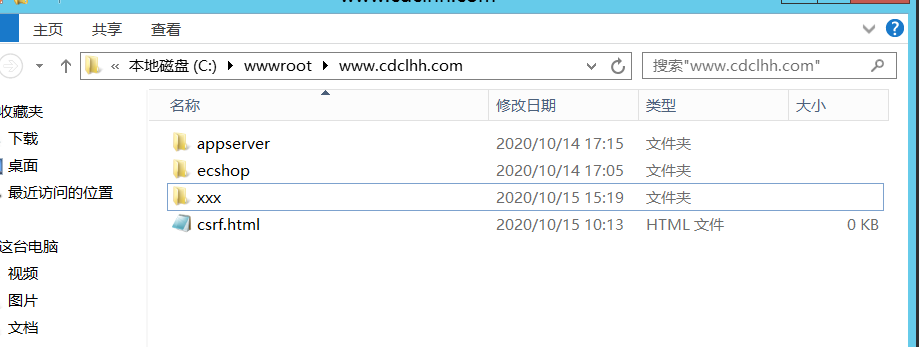 www.cdclhh.com
主页 共享 查看
« 本地磁盘 (C:) wwwroot www.cdclhh.com 搜索"www.cdclhh.com"
名称 修改日期 类型 大小
收藏夹
下载
桌面
最近访问的位置
这台电脑
视频
图片
文档
appserver 2020/10/14 17:15 文件夹
ecshop 2020/10/14 17:05 文件夹
xxx 2020/10/15 15:19 文件夹
csrf.html 2020/10/15 10:13 HTML 文件 0 KB